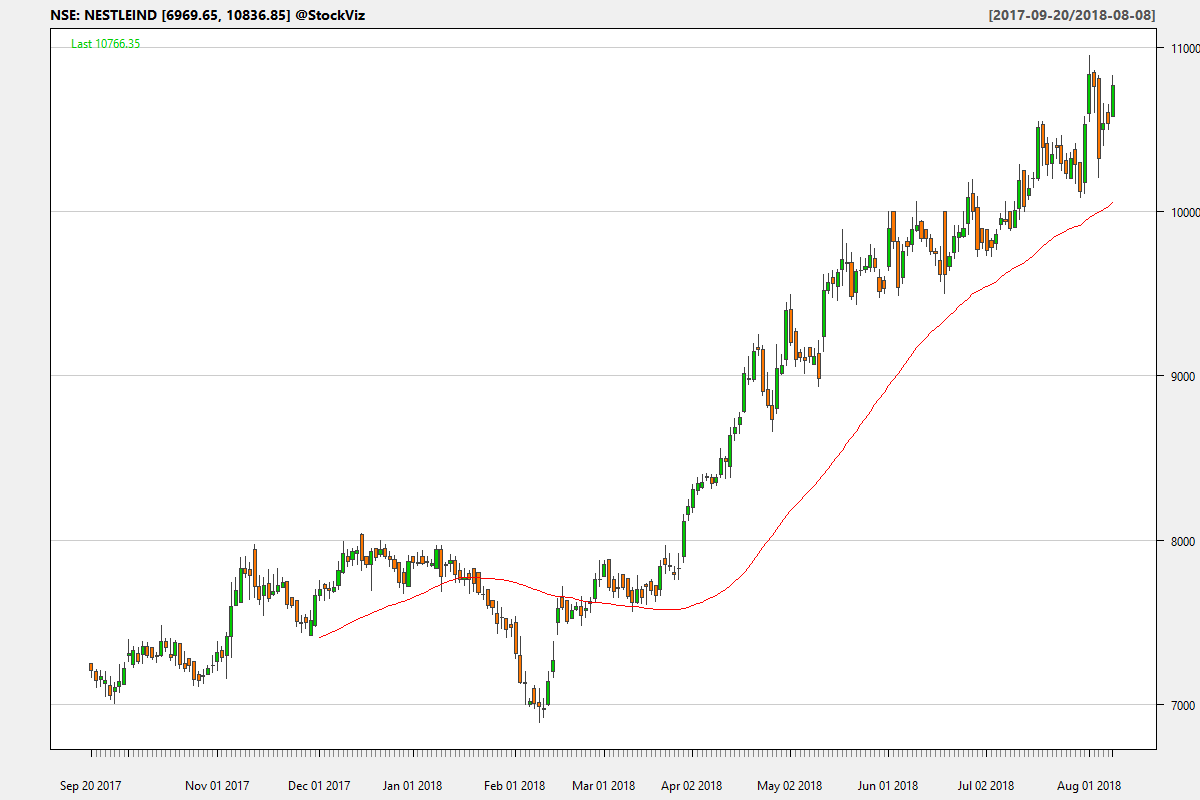 NSE: NESTLEIND [6969.65, 10836.85] @StockViz [2017-09-20/2018-08-08]
Last 10766.35
11000
10000
9000
8000
7000
Sep 20 2017 Nov 01 2017 Dec 01 2017 Jan 01 2018 Feb 01 2018 Mar 01 2018 Apr 02 2018 May 02 2018 Jun 01 2018 Jul 02 2018 Aug 01 2018